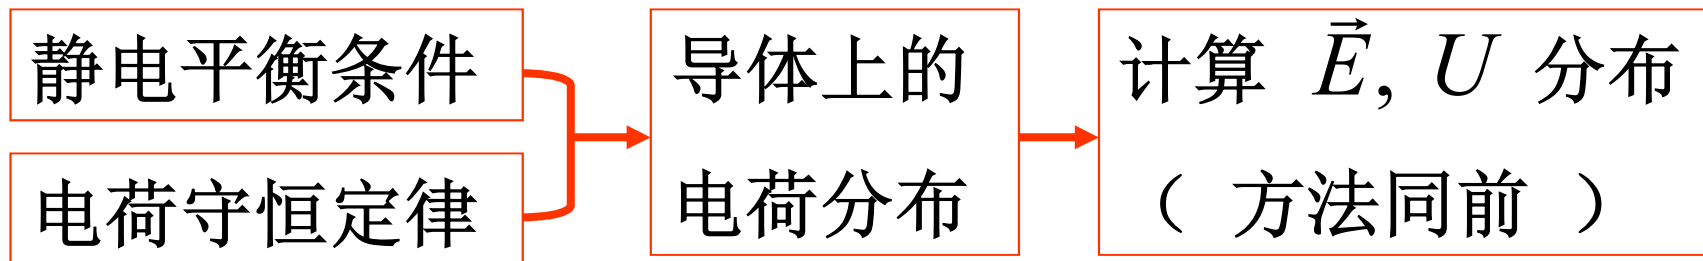 静电平衡条件
电荷守恒定律
导体上的
电荷分布
计算 $\vec{E}$, U 分布
（ 方法同前 ）